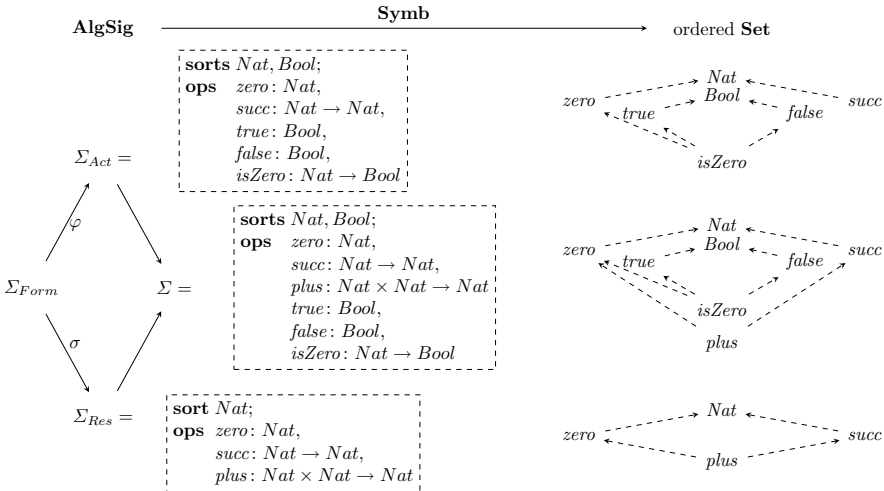 Symb
AlgSig
ordered Set
sorts Nat, Bool;
ops zero: Nat,
succ: Nat → Nat,
true: Bool,
false: Bool,
isZero: Nat → Bool
Nat
Bool
zero
true
false
succ
isZero
Σ_Act =
φ
sorts Nat, Bool;
ops zero: Nat,
succ: Nat → Nat,
plus: Nat × Nat → Nat
true: Bool,
false: Bool,
isZero: Nat → Bool
Nat
Bool
zero
true
false
succ
isZero
plus
Σ_Form
Σ =
σ
Σ_Res =
sort Nat;
ops zero: Nat,
succ: Nat → Nat,
plus: Nat × Nat → Nat
Nat
zero
succ
plus